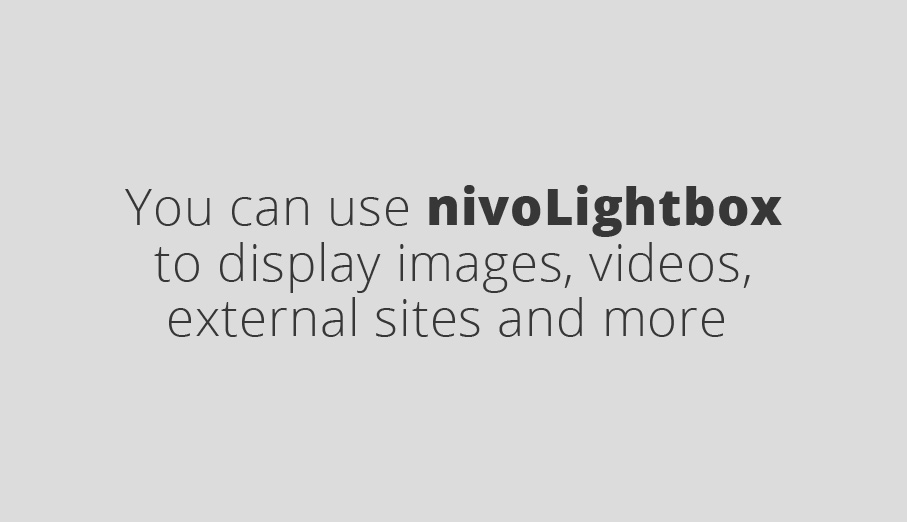 You can use nivoLightbox
to display images, videos,
external sites and more